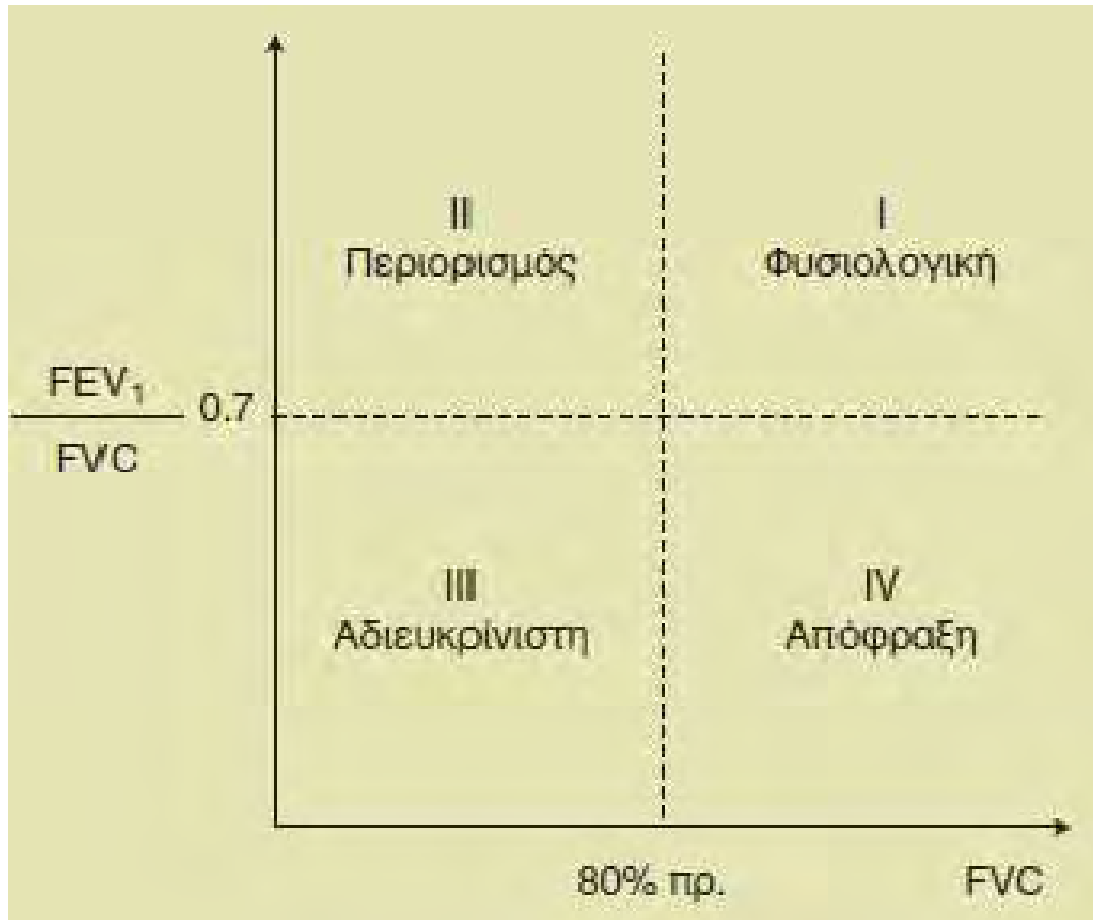 II
Περιορισμός
I
Φυσιολογική
FEV₁
FVC
0.7
III
Αδιευκρίνιστη
IV
Απόφραξη
80% πρ.
FVC